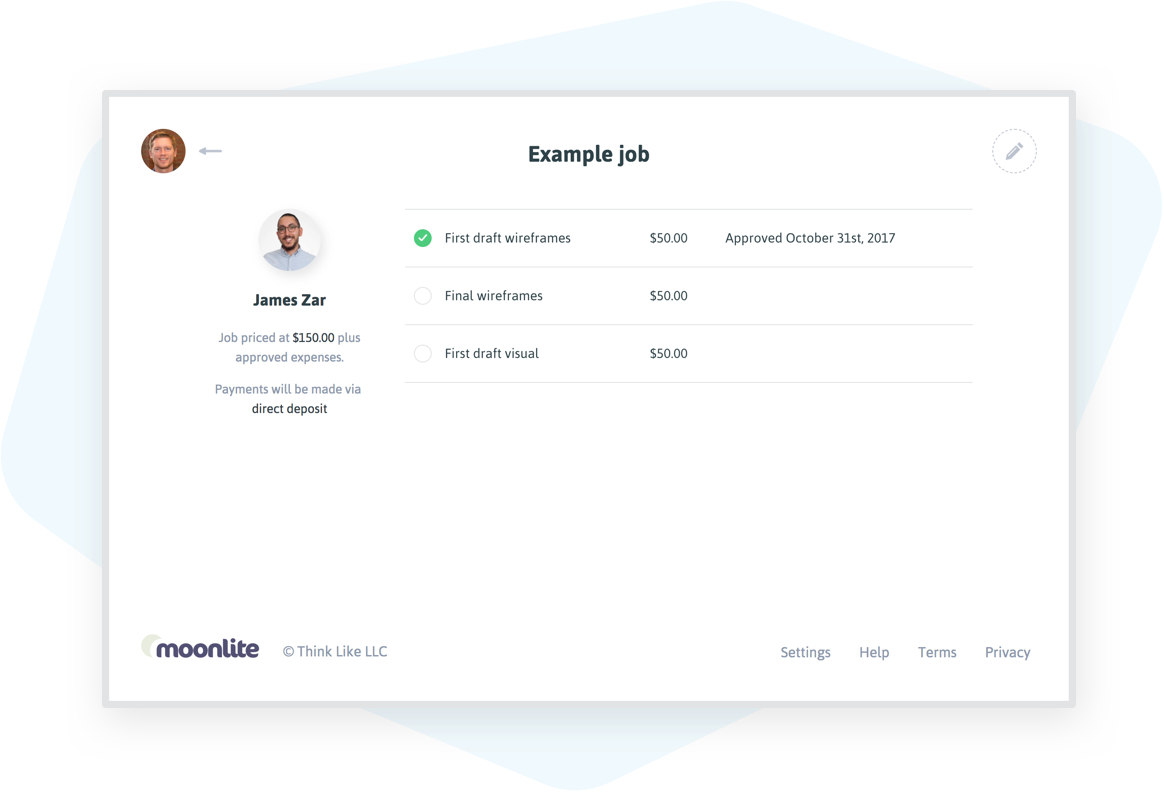 Example job
James Zar
Job priced at $150.00 plus
approved expenses.
Payments will be made via
direct deposit
First draft wireframes $50.00 Approved October 31st, 2017
Final wireframes $50.00
First draft visual $50.00
moonlite © Think Like LLC Settings Help Terms Privacy